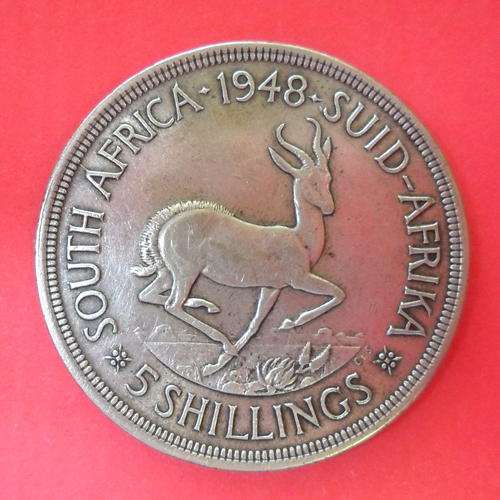 SOUTH AFRICA · 1948 · SUID-AFRIKA
5 SHILLINGS